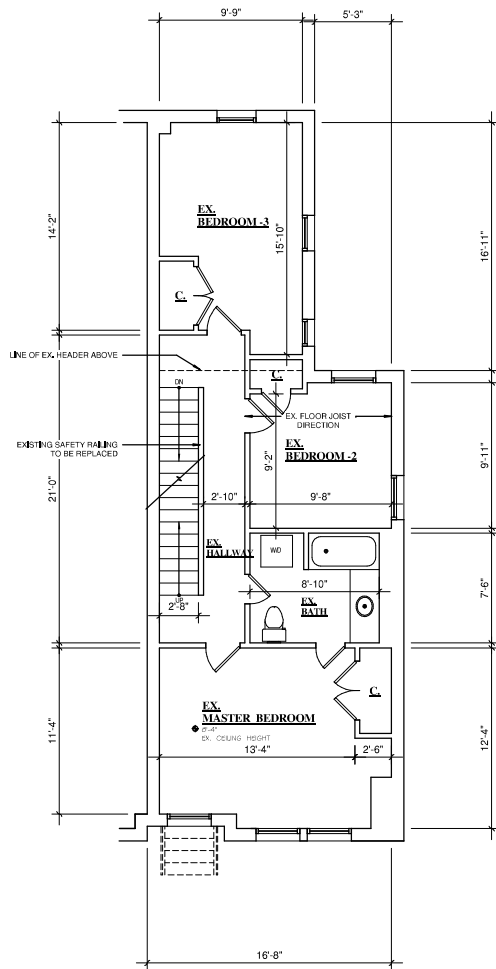 9'-9"
5'-3"
EX.
BEDROOM -3
14'-2"
15'-10"
16'-11"
C.
LINE OF EX. HEADER ABOVE
DN
C.
EX. FLOOR JOIST
DIRECTION
EXISTING SAFETY RAILING
TO BE REPLACED
EX.
BEDROOM -2
9'-2"
9'-11"
21'-0"
2'-10"
9'-8"
EX.
HALLWAY
W/D
8'-10"
7'-6"
UP
2'-8"
EX.
BATH
C.
EX.
MASTER BEDROOM
8'-4"
EX. CEILING HEIGHT
11'-4"
12'-4"
13'-4"
2'-6"
16'-8"